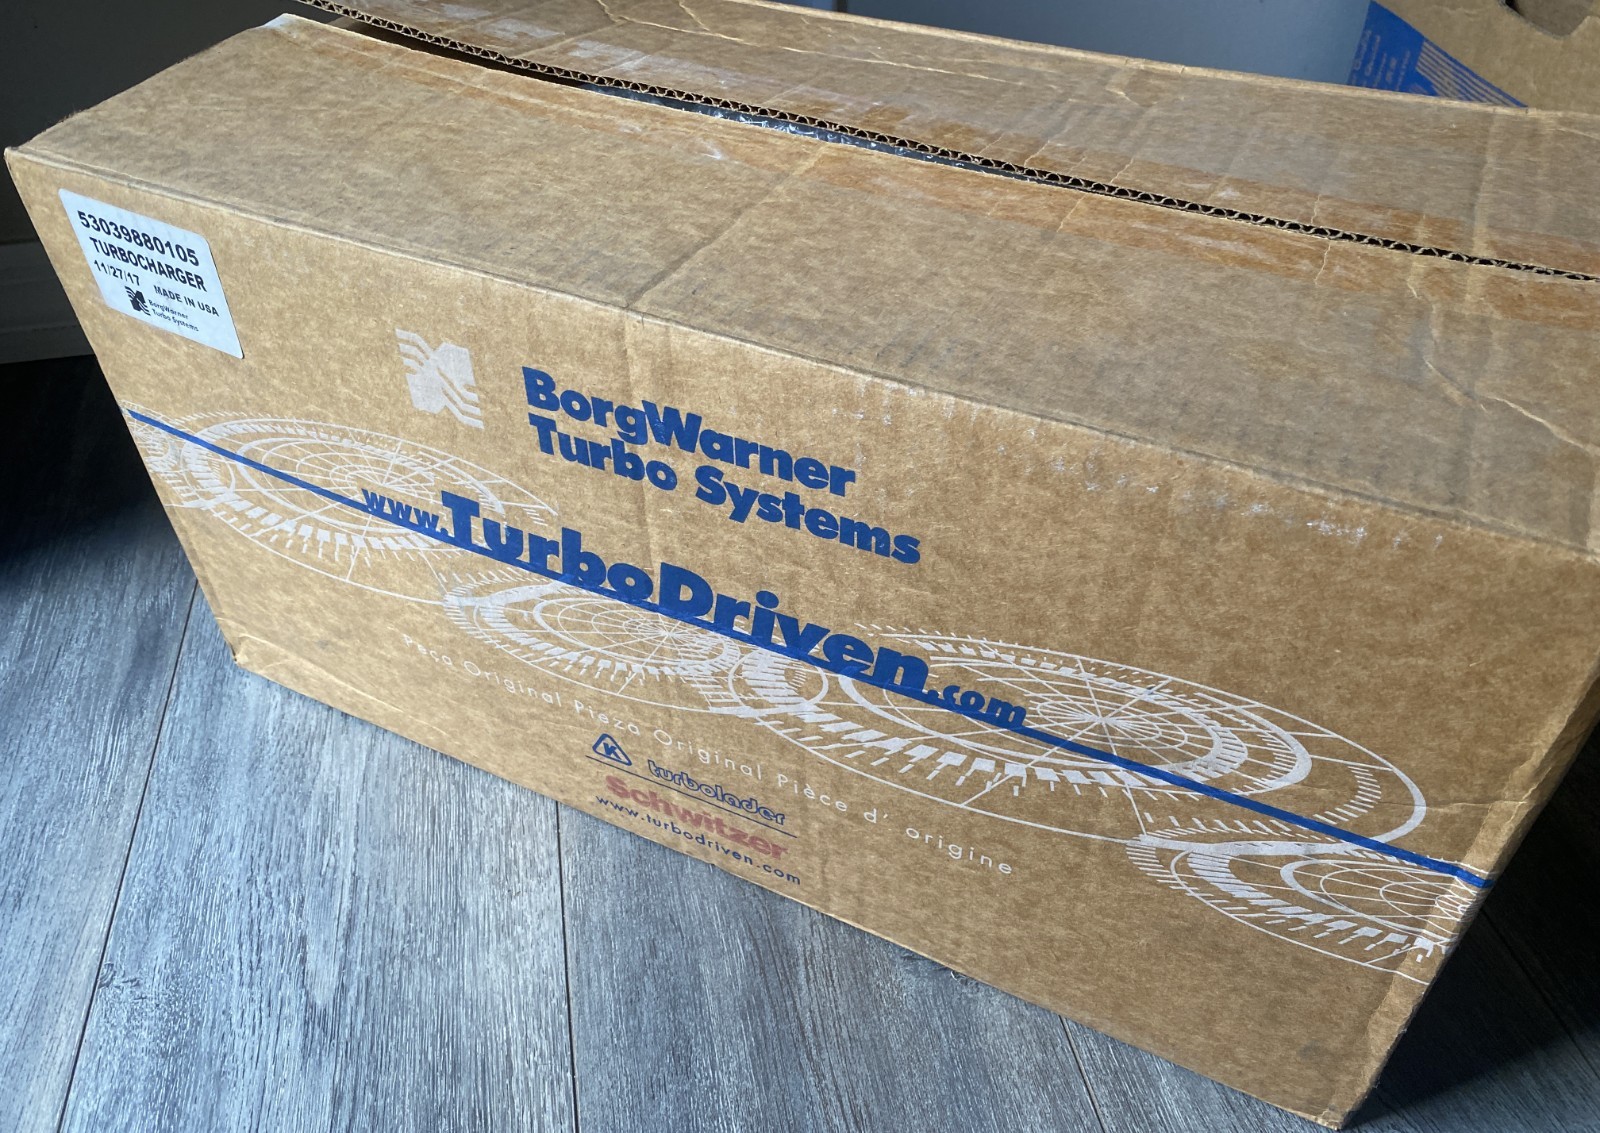 53039880105
TURBOCHARGER
11/27/17 MADE IN USA
BorgWarner
Turbo Systems
BorgWarner
Turbo Systems
www.TurboDriven.com
Peça Original Pieza Original Pièce d' origine
K
turbolader
Schwitzer
www.turbodriven.com